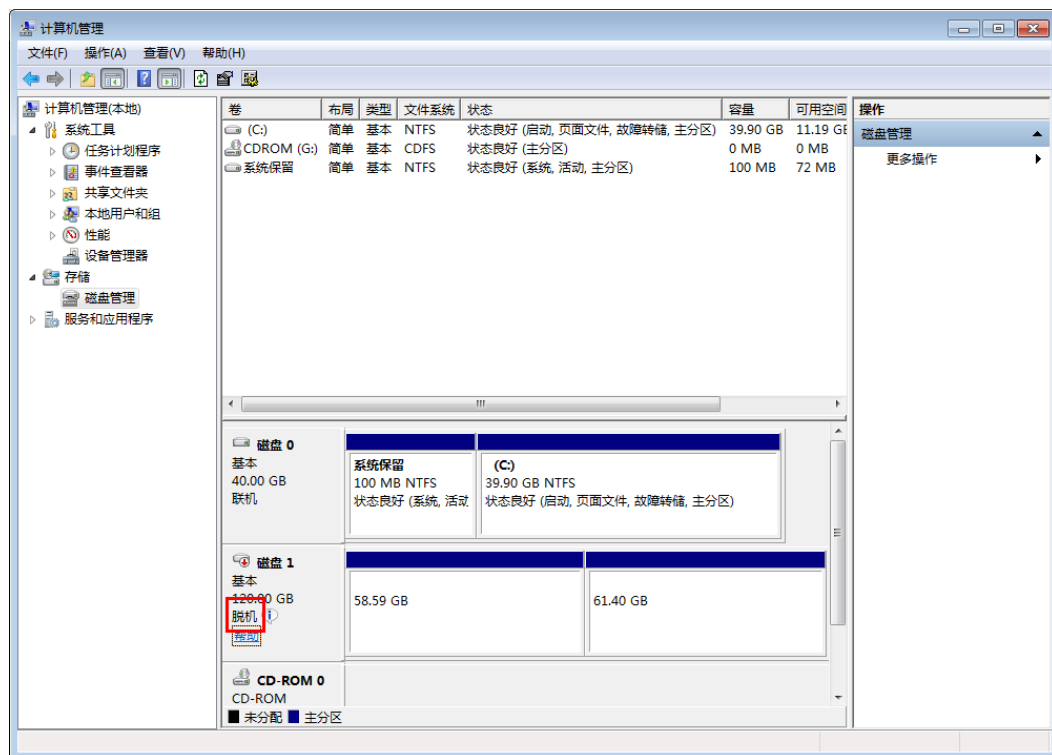 计算机管理
文件(F) 操作(A) 查看(V) 帮助(H)
计算机管理(本地)
系统工具
任务计划程序
事件查看器
共享文件夹
本地用户和组
性能
设备管理器
存储
磁盘管理
服务和应用程序
卷 布局 类型 文件系统 状态 容量 可用空间
(C:) 简单 基本 NTFS 状态良好 (启动, 页面文件, 故障转储, 主分区) 39.90 GB 11.19 GB
CDROM (G:) 简单 基本 CDFS 状态良好 (主分区) 0 MB 0 MB
系统保留 简单 基本 NTFS 状态良好 (系统, 活动, 主分区) 100 MB 72 MB
操作
磁盘管理
更多操作
磁盘 0
基本
40.00 GB
联机
系统保留
100 MB NTFS
状态良好 (系统, 活动
(C:)
39.90 GB NTFS
状态良好 (启动, 页面文件, 故障转储, 主分区)
磁盘 1
基本
120.00 GB
脱机
帮助
58.59 GB
61.40 GB
CD-ROM 0
CD-ROM
未分配 主分区